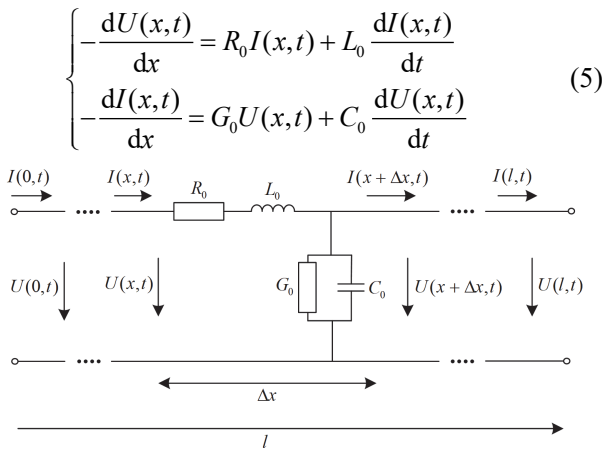 −dU(x,t)/dx = R₀I(x,t) + L₀ dI(x,t)/dt
−dI(x,t)/dx = G₀U(x,t) + C₀ dU(x,t)/dt
(5)
I(0,t) I(x,t) R₀ L₀ I(x+Δx,t) I(l,t)
U(0,t) U(x,t) G₀ C₀ U(x+Δx,t) U(l,t)
Δx
l